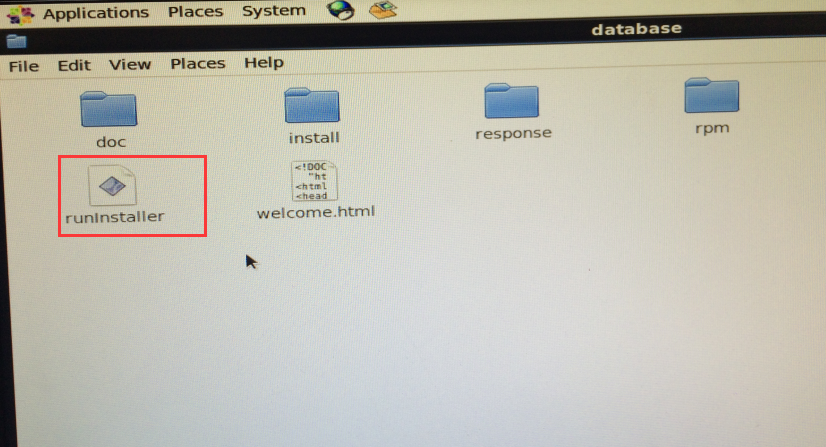 Applications Places System
database
File Edit View Places Help
doc
install
response
rpm
<!DOC
"ht
<html
<head
runInstaller
welcome.html